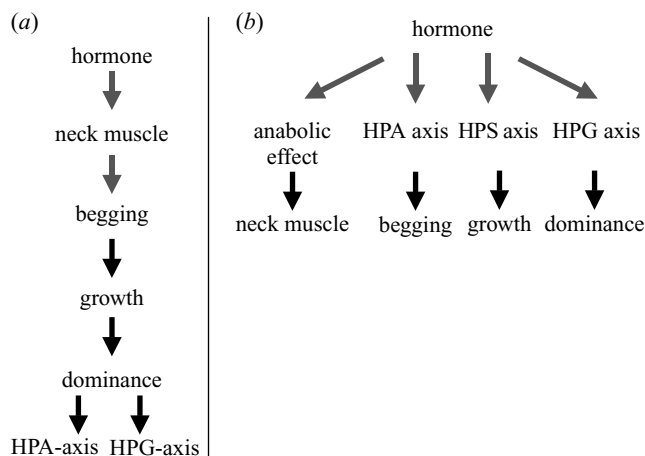 (a)
hormone
neck muscle
begging
growth
dominance
HPA-axis HPG-axis
(b)
hormone
anabolic effect HPA axis HPS axis HPG axis
neck muscle begging growth dominance